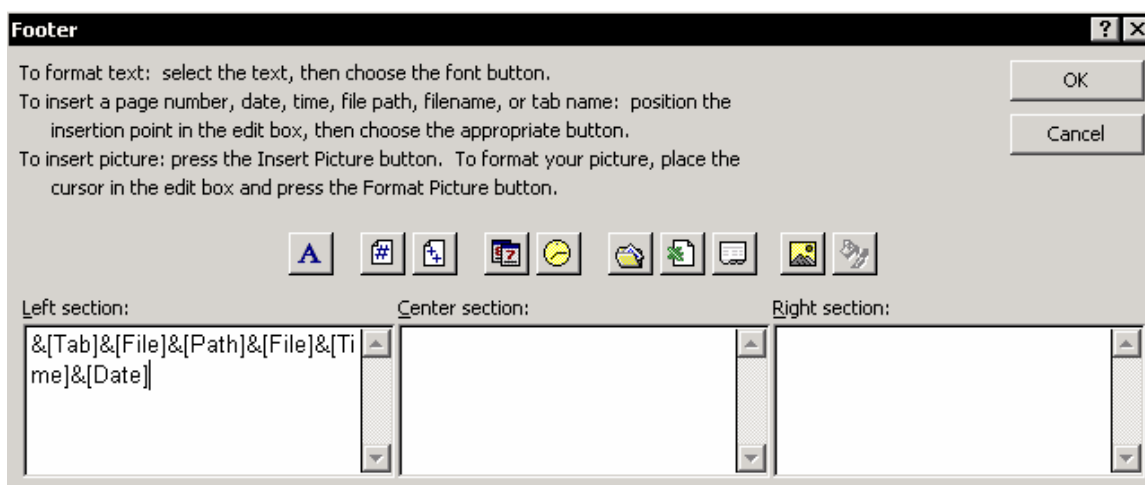 Footer
To format text: select the text, then choose the font button.
To insert a page number, date, time, file path, filename, or tab name: position the
insertion point in the edit box, then choose the appropriate button.
To insert picture: press the Insert Picture button. To format your picture, place the
cursor in the edit box and press the Format Picture button.
OK
Cancel
Left section:
Center section:
Right section:
&[Tab]&[File]&[Path]&[File]&[Ti
me]&[Date]